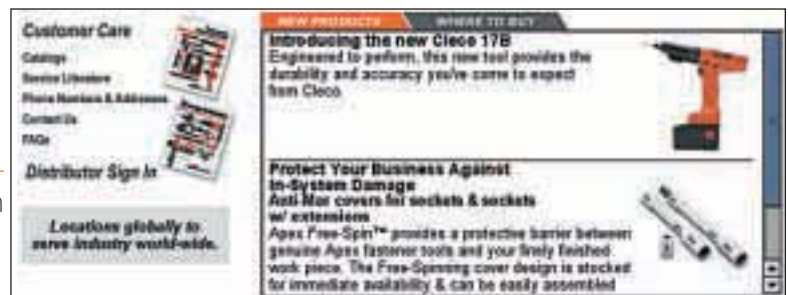 Customer Care
Catalogs
Service Literature
Phone Numbers & Addresses
Contact Us
FAQs
Distributor Sign In
Locations globally to
serve industry world-wide.
NEW PRODUCTS
WHERE TO BUY
Introducing the new Cleco 17B
Engineered to perform, this new tool provides the
durability and accuracy you've come to expect
from Cleco.
Protect Your Business Against
In-System Damage
Anti-Mar covers for sockets & sockets
w/ extensions
Apex Free-Spin™ provides a protective barrier between
genuine Apex fastener tools and your finely finished
work piece. The Free-Spinning cover design is stocked
for immediate availability & can be easily assembled